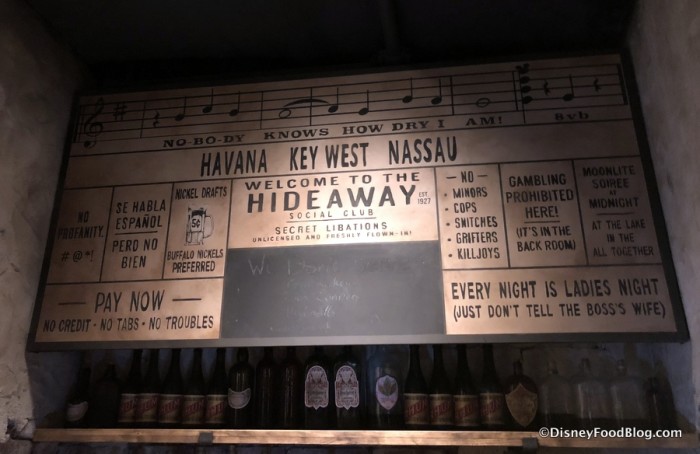 NO-BO-DY KNOWS HOW DRY I AM! 8vb
HAVANA KEY WEST NASSAU
NO
PROFANITY.
#@*!
SE HABLA
ESPAÑOL
PERO NO
BIEN
NICKEL DRAFTS
5¢
BUFFALO NICKELS
PREFERRED
WELCOME TO THE
HIDEAWAY
EST
1927
SOCIAL CLUB
SECRET LIBATIONS
UNLICENSED AND FRESHLY FLOWN-IN!
- NO -
• MINORS
• COPS
• SNITCHES
• GRIFTERS
• KILLJOYS
GAMBLING
PROHIBITED
HERE!
(IT'S IN THE
BACK ROOM)
MOONLITE
SOIREE
AT
MIDNIGHT
AT THE LAKE
IN THE
ALL TOGETHER
— PAY NOW —
NO CREDIT • NO TABS • NO TROUBLES
EVERY NIGHT IS LADIES NIGHT
(JUST DON'T TELL THE BOSS'S WIFE)
©DisneyFoodBlog.com